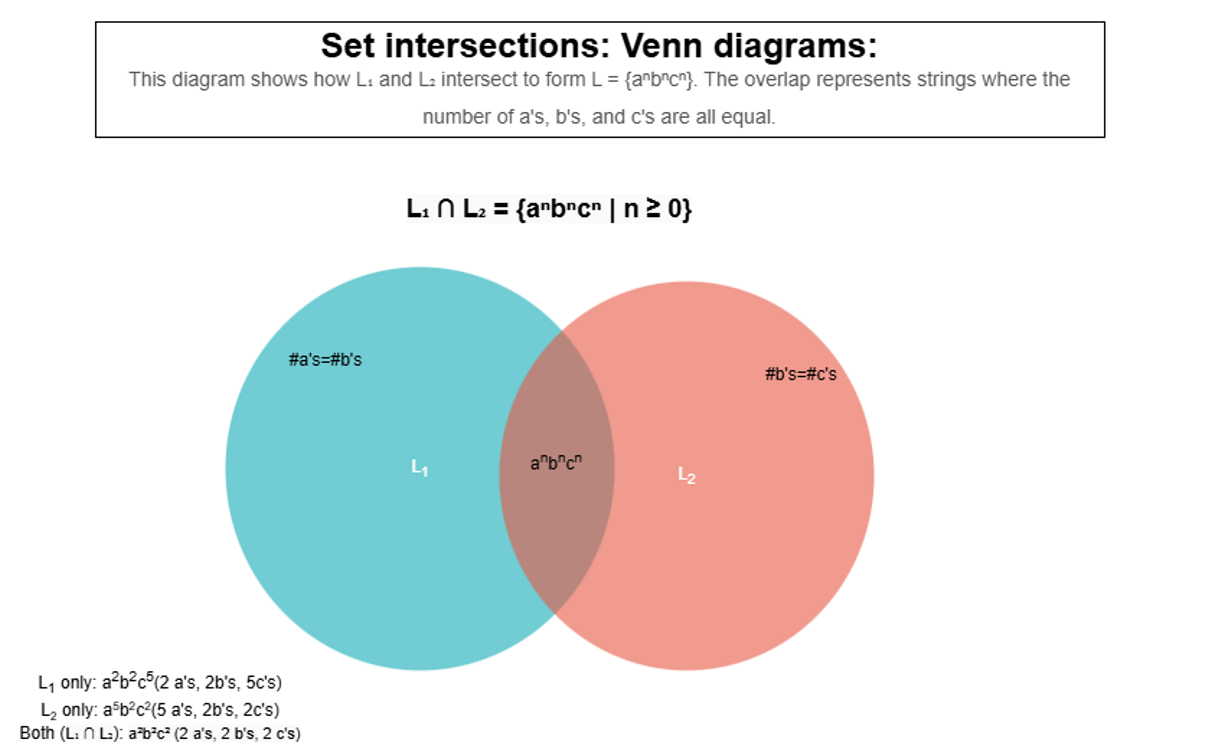 Set intersections: Venn diagrams:
This diagram shows how L₁ and L₂ intersect to form L = {aⁿbⁿcⁿ}. The overlap represents strings where the
number of a's, b's, and c's are all equal.
L₁ ∩ L₂ = {aⁿbⁿcⁿ | n ≥ 0}
#a's=#b's
#b's=#c's
L₁
aⁿbⁿcⁿ
L₂
L₁ only: a²b²c⁵(2 a's, 2b's, 5c's)
L₂ only: a⁵b²c²(5 a's, 2b's, 2c's)
Both (L₁ ∩ L₂): a²b²c² (2 a's, 2 b's, 2 c's)